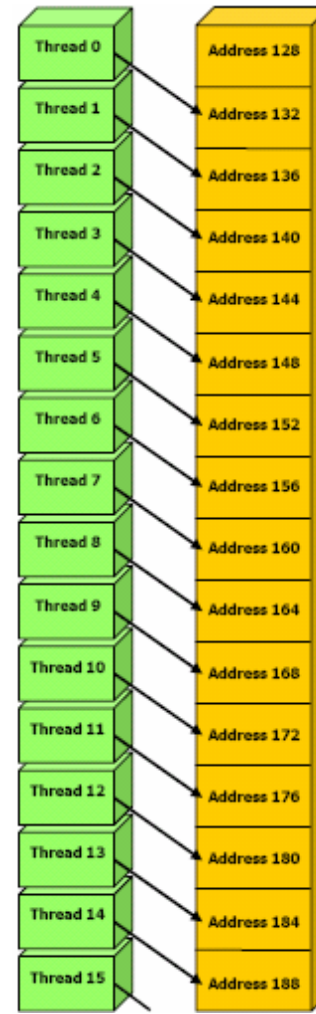 Thread 0
Address 128
Thread 1
Address 132
Thread 2
Address 136
Thread 3
Address 140
Thread 4
Address 144
Thread 5
Address 148
Thread 6
Address 152
Thread 7
Address 156
Thread 8
Address 160
Thread 9
Address 164
Thread 10
Address 168
Thread 11
Address 172
Thread 12
Address 176
Thread 13
Address 180
Thread 14
Address 184
Thread 15
Address 188